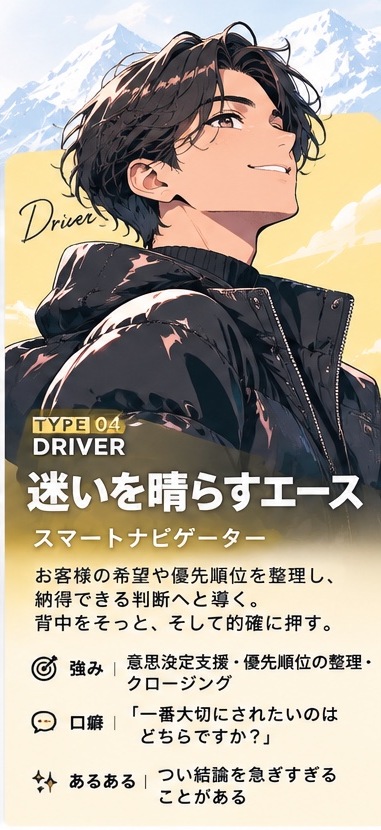 Driver
TYPE 04
DRIVER
迷いを晴らすエース
スマートナビゲーター
お客様の希望や優先順位を整理し、
納得できる判断へと導く。
背中をそっと、そして的確に押す。
強み | 意思没定支援・優先順位の整理・
クロージング
口癖 | 「一番大切にされたいのは
どちらですか？」
あるある | つい結論を急ぎすぎる
ことがある